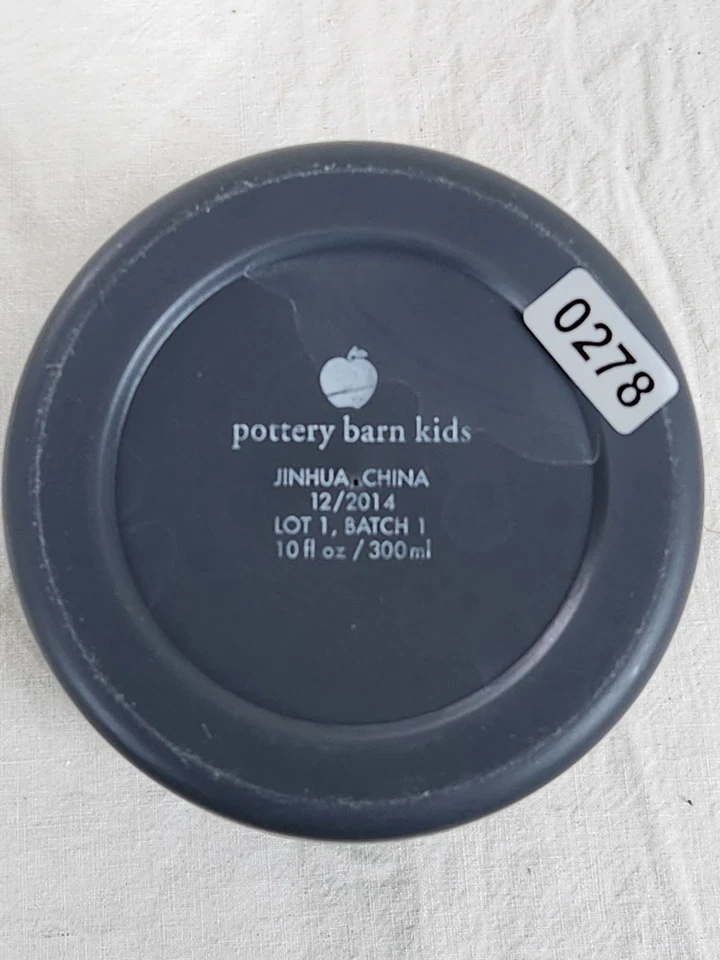 0278
pottery barn kids
JINHUA, CHINA
12/2014
LOT 1, BATCH 1
10 fl oz / 300ml